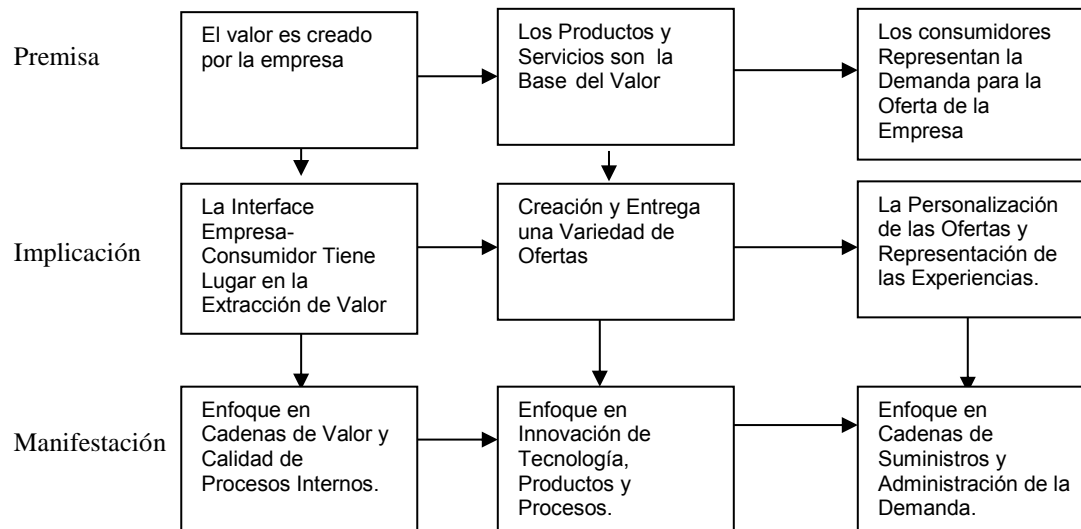 Premisa
El valor es creado
por la empresa
Los Productos y
Servicios son la
Base del Valor
Los consumidores
Representan la
Demanda para la
Oferta de la
Empresa
Implicación
La Interface
Empresa-
Consumidor Tiene
Lugar en la
Extracción de Valor
Creación y Entrega
una Variedad de
Ofertas
La Personalización
de las Ofertas y
Representación de
las Experiencias.
Manifestación
Enfoque en
Cadenas de Valor y
Calidad de
Procesos Internos.
Enfoque en
Innovación de
Tecnología,
Productos y
Procesos.
Enfoque en
Cadenas de
Suministros y
Administración de la
Demanda.